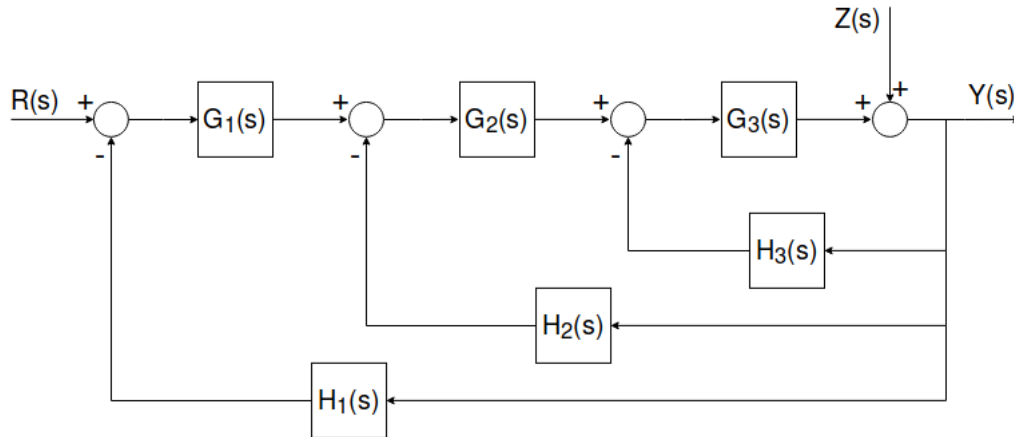 Z(s)
R(s) + G₁(s) + G₂(s) + G₃(s) + + Y(s)
- - -
H₃(s)
H₂(s)
H₁(s)